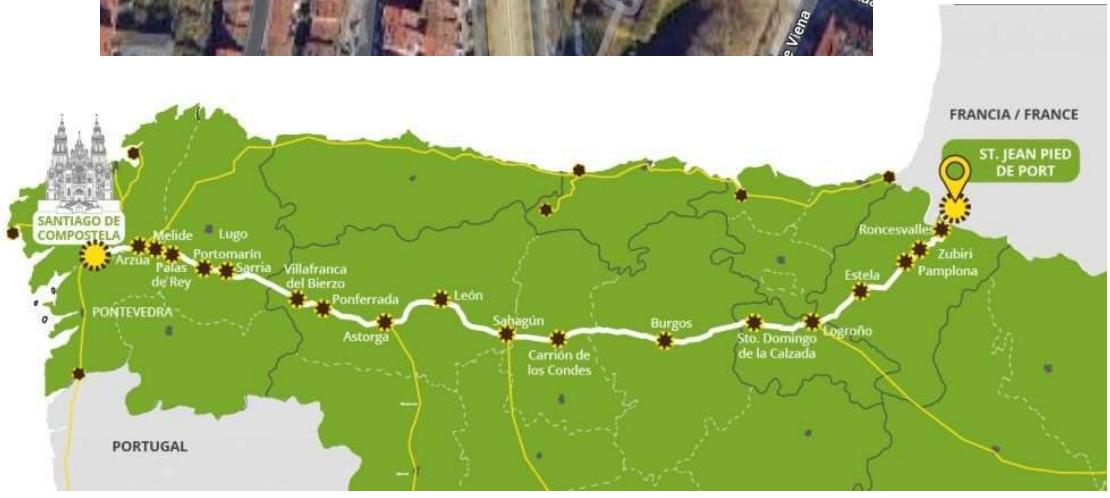 e Viena
FRANCIA / FRANCE
ST. JEAN PIED
DE PORT
SANTIAGO DE
COMPOSTELA
Arzúa
Melide
Palas
de Rey
Lugo
Portomarín
Sarria
Villafranca
del Bierzo
Ponferrada
Astorga
León
Sahagún
Carrión de
los Condes
Burgos
Sto. Domingo
de la Calzada
Logroño
Estela
Pamplona
Zubiri
Roncesvalles
PONTEVEDRA
PORTUGAL